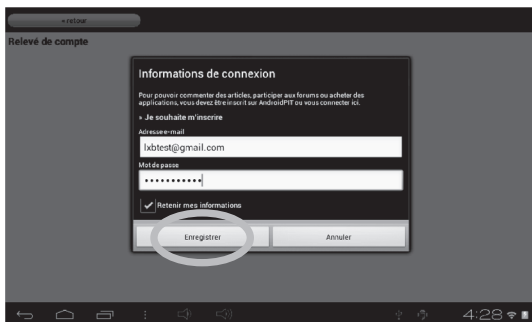 « retour
Relevé de compte
Informations de connexion
Pour pouvoir commenter des articles, participer aux forums ou acheter des
applications, vous devez être inscrit sur AndroidPIT ou vous connecter ici.
» Je souhaite m'inscrire
Adresse e-mail
lxbtest@gmail.com
Mot de passe
•••••••••••
Retenir mes informations
Enregistrer
Annuler
4:28